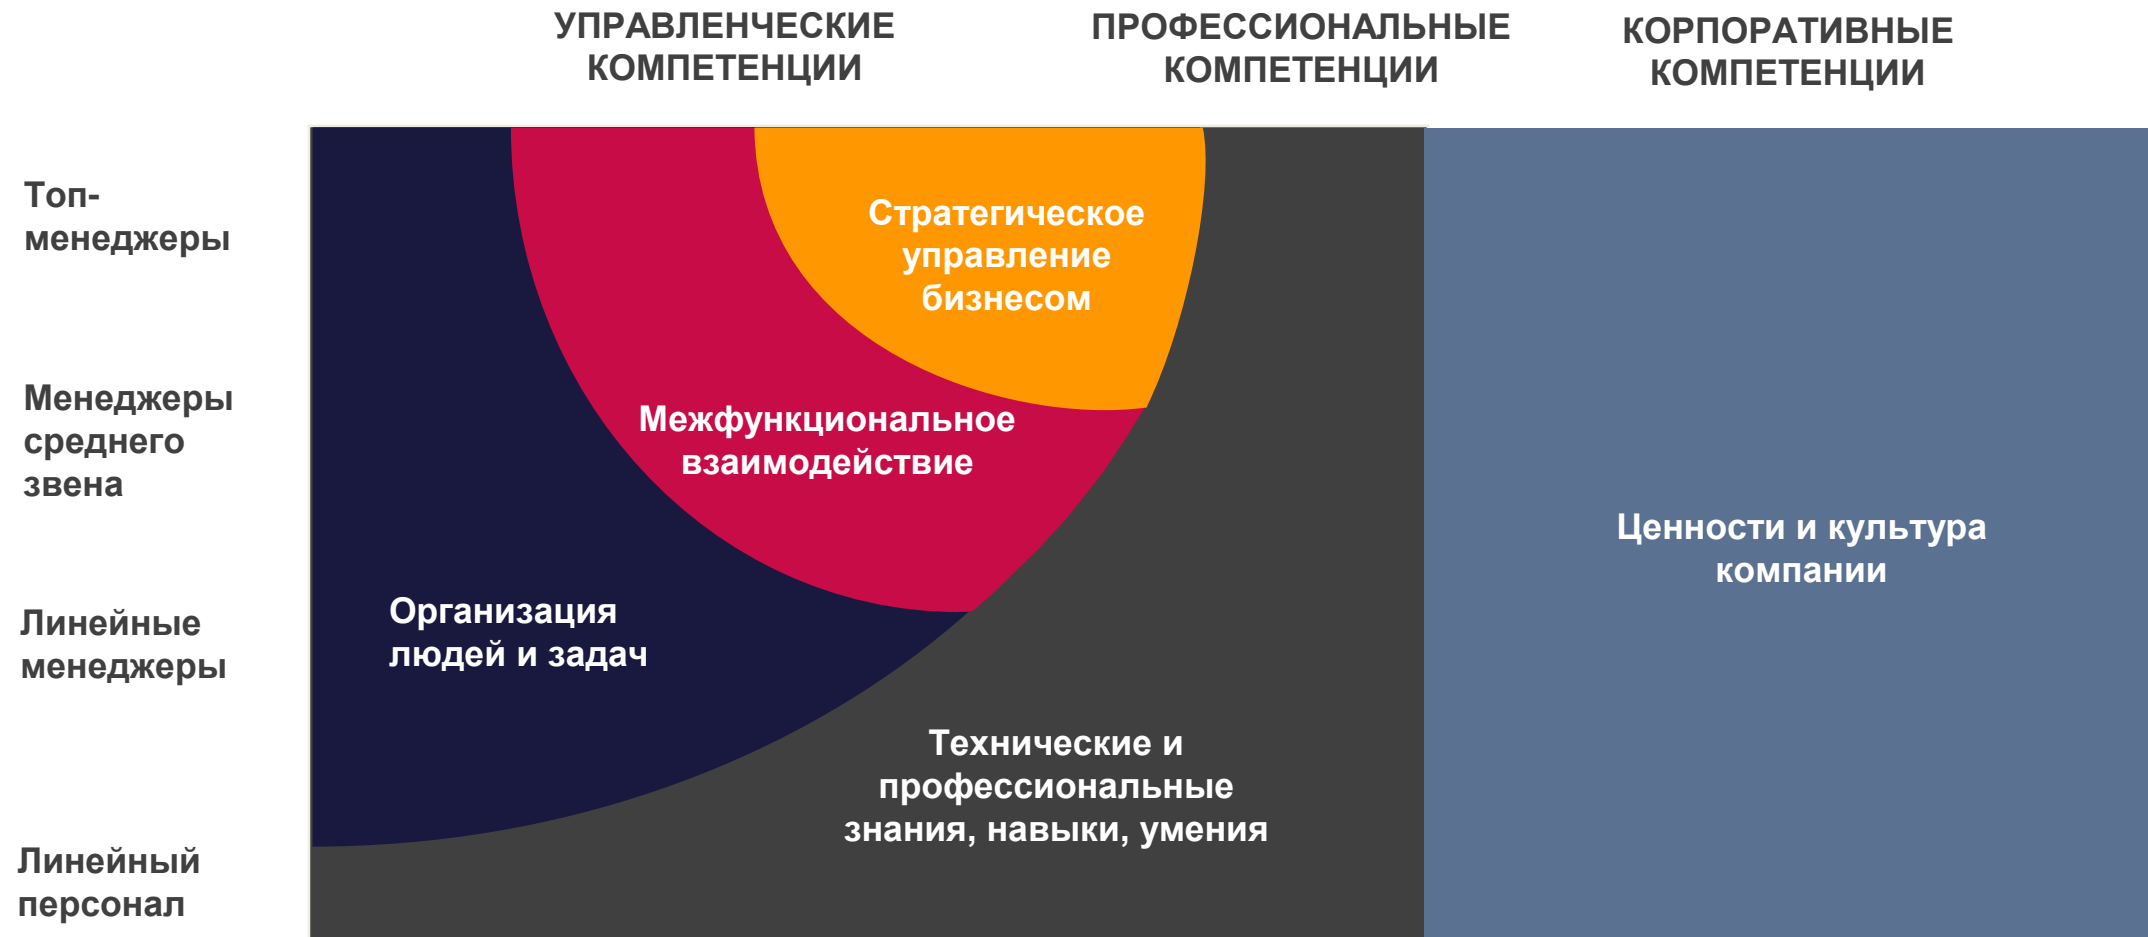 УПРАВЛЕНЧЕСКИЕ
КОМПЕТЕНЦИИ
ПРОФЕССИОНАЛЬНЫЕ
КОМПЕТЕНЦИИ
КОРПОРАТИВНЫЕ
КОМПЕТЕНЦИИ
Топ-
менеджеры
Стратегическое
управление
бизнесом
Менеджеры
среднего
звена
Межфункциональное
взаимодействие
Ценности и культура
компании
Линейные
менеджеры
Организация
людей и задач
Технические и
профессиональные
знания, навыки, умения
Линейный
персонал